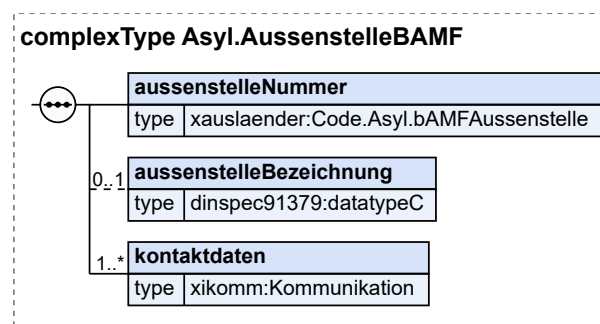 complexType Asyl.AussenstelleBAMF
aussenstelleNummer
type xauslaender:Code.Asyl.bAMFAussenstelle
0..1
aussenstelleBezeichnung
type dinspec91379:datatypeC
1..*
kontaktdaten
type xikomm:Kommunikation